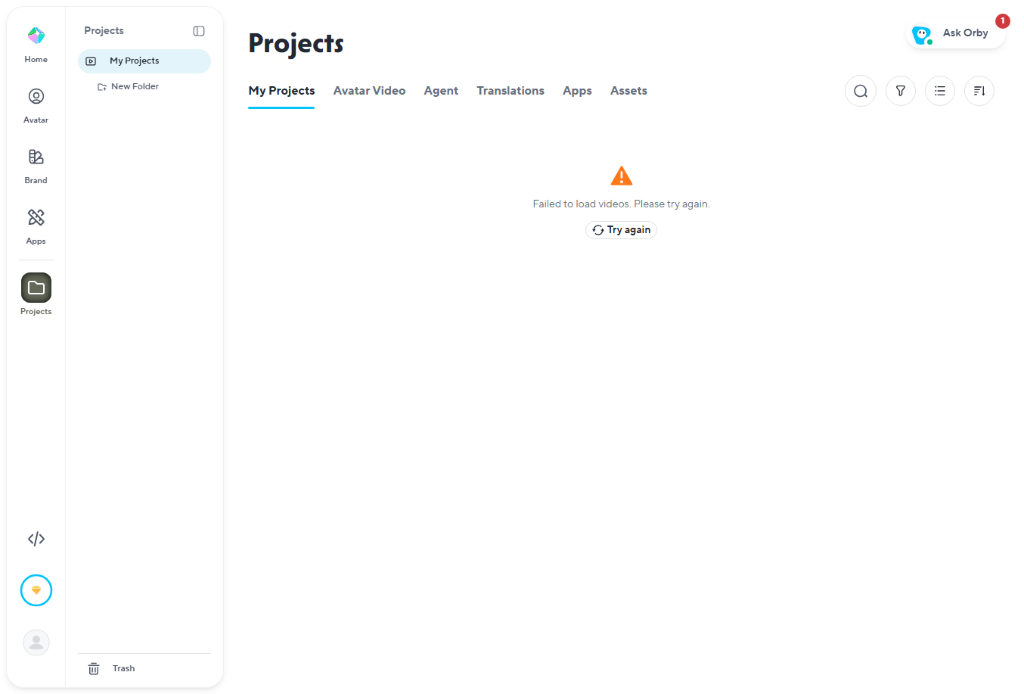 Home
Avatar
Brand
Apps
Projects
Projects
My Projects
New Folder
Trash
Projects
Ask Orby
1
My Projects Avatar Video Agent Translations Apps Assets
Failed to load videos. Please try again.
Try again